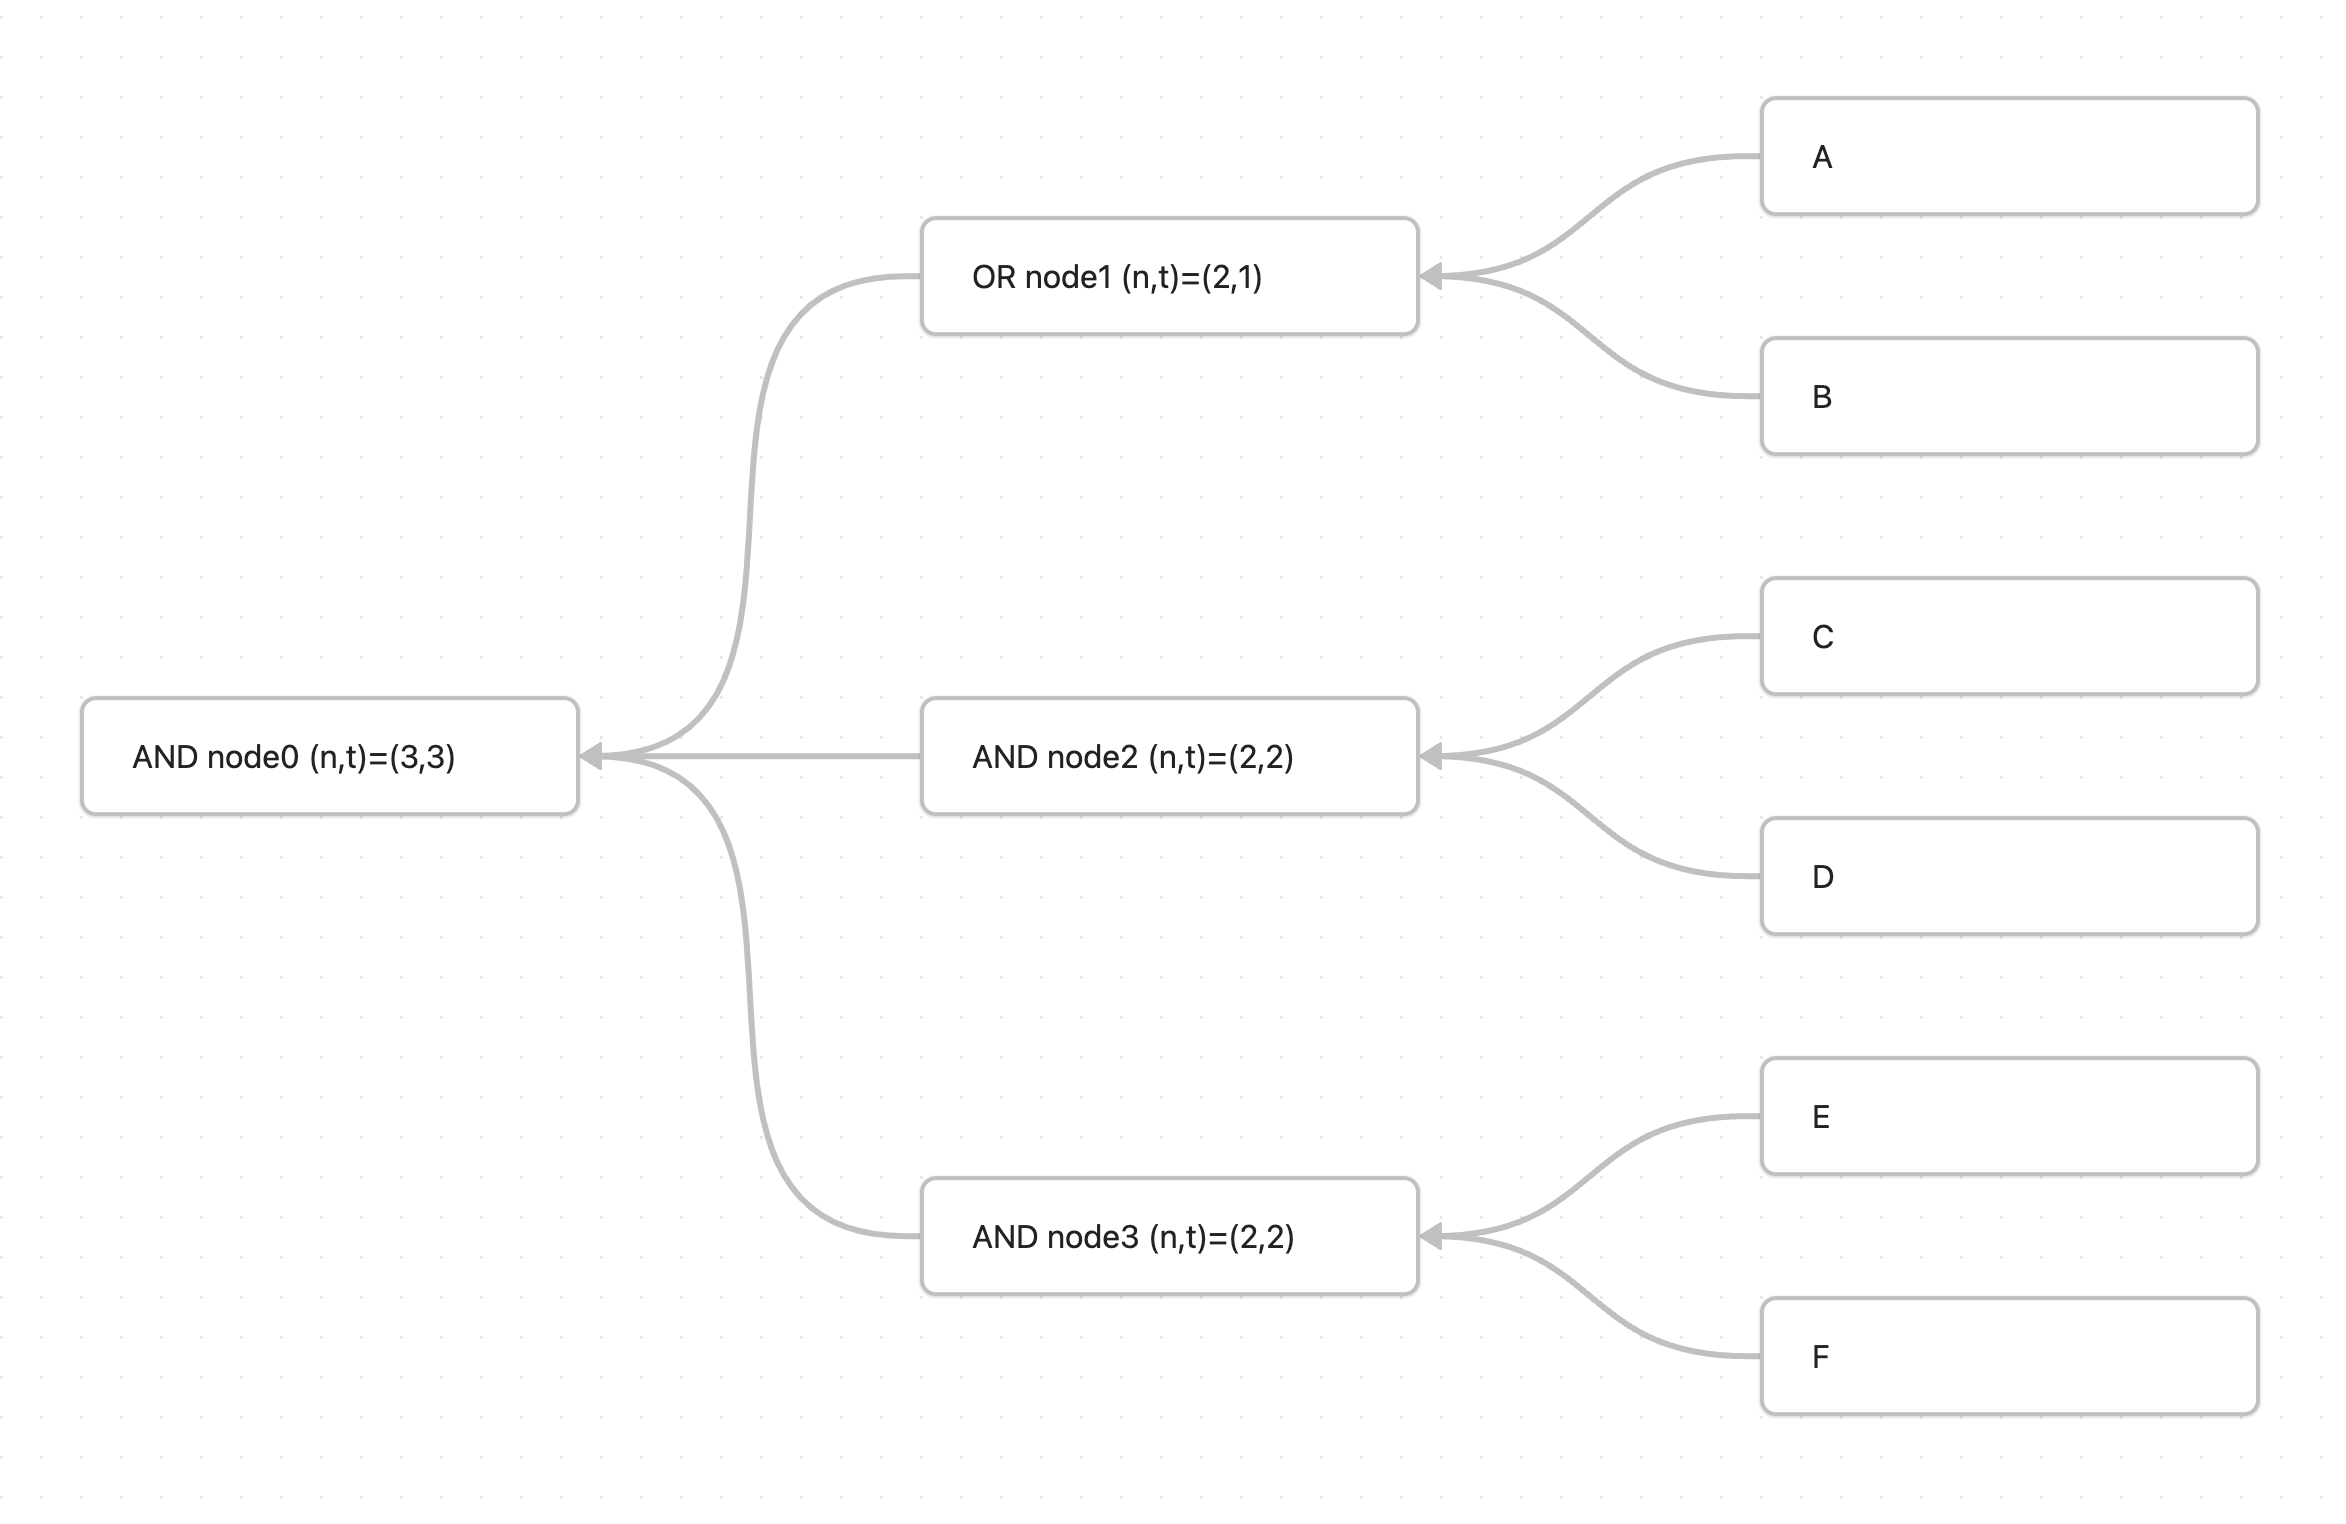 A
OR node1 (n,t)=(2,1)
B
C
AND node0 (n,t)=(3,3)
AND node2 (n,t)=(2,2)
D
E
AND node3 (n,t)=(2,2)
F